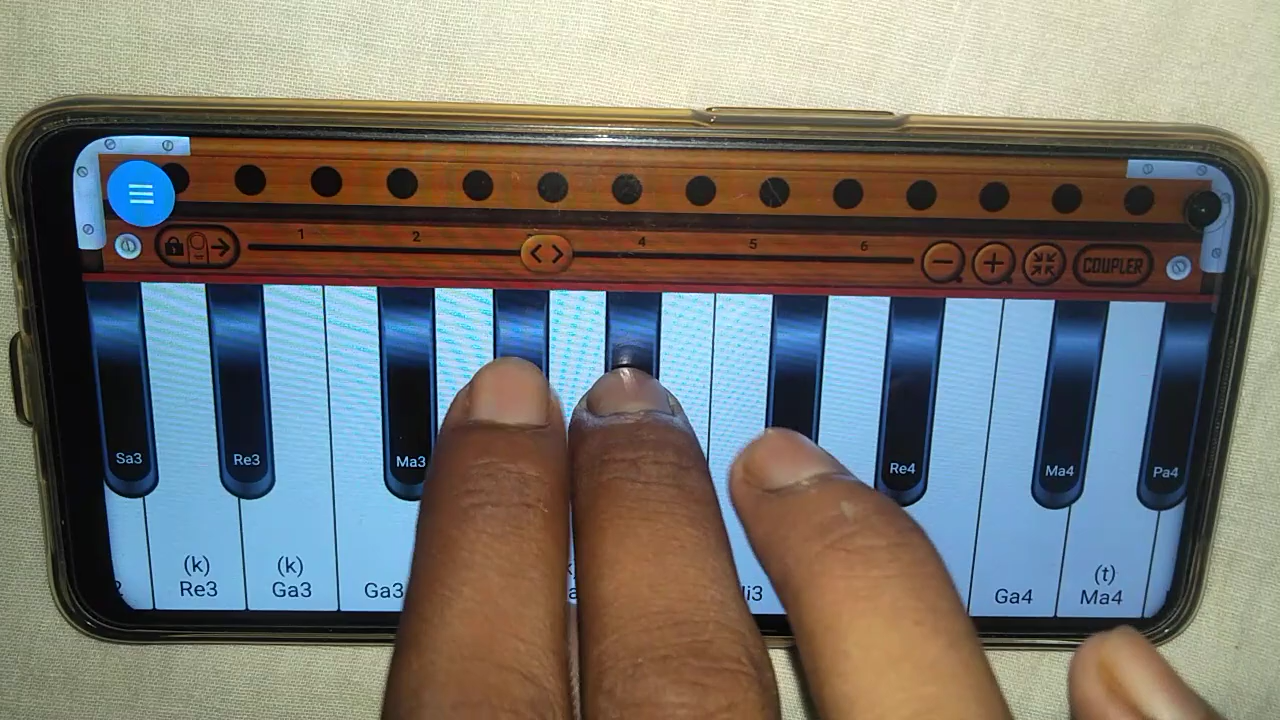 1 2 4 5 6
COUPLER
Sa3 Re3 Ma3 Re4 Ma4 Pa4
(k) (k) (t)
Re3 Ga3 Ga3 Ga4 Ma4